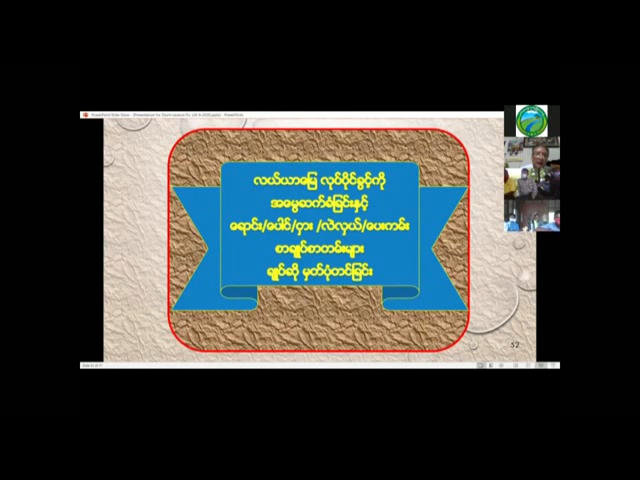 လယ်ယာမြေ လုပ်ပိုင်ခွင့်ကို
အမွေဆက်ခံခြင်းနှင့်
ရောင်း/ပေါင်/ငှား /လဲလှယ်/ပေးကမ်း
စာချုပ်စာတမ်းများ
ချုပ်ဆို မှတ်ပုံတင်ခြင်း
52